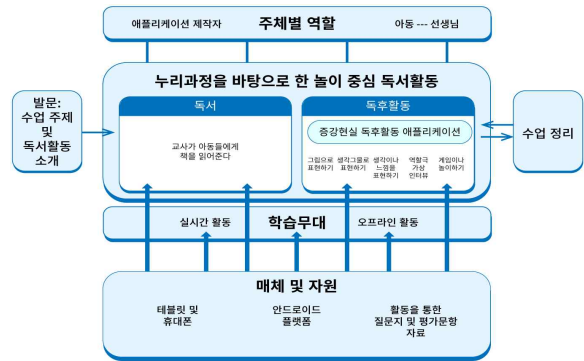 주체별 역할
애플리케이션 제작자
아동 --- 선생님
누리과정을 바탕으로 한 놀이 중심 독서활동
발문:
수업 주제
및
독서활동
소개
독서
교사가 아동들에게
책을 읽어준다
독후활동
증강현실 독후활동 애플리케이션
그림으로
표현하기
생각그물로
표현하기
생각이나
느낌을
표현하기
역할극
가상
인터뷰
게임이나
놀이하기
수업 정리
실시간 활동
학습무대
오프라인 활동
매체 및 자원
테블릿 및
휴대폰
안드로이드
플랫폼
활동을 통한
질문지 및 평가문항
자료